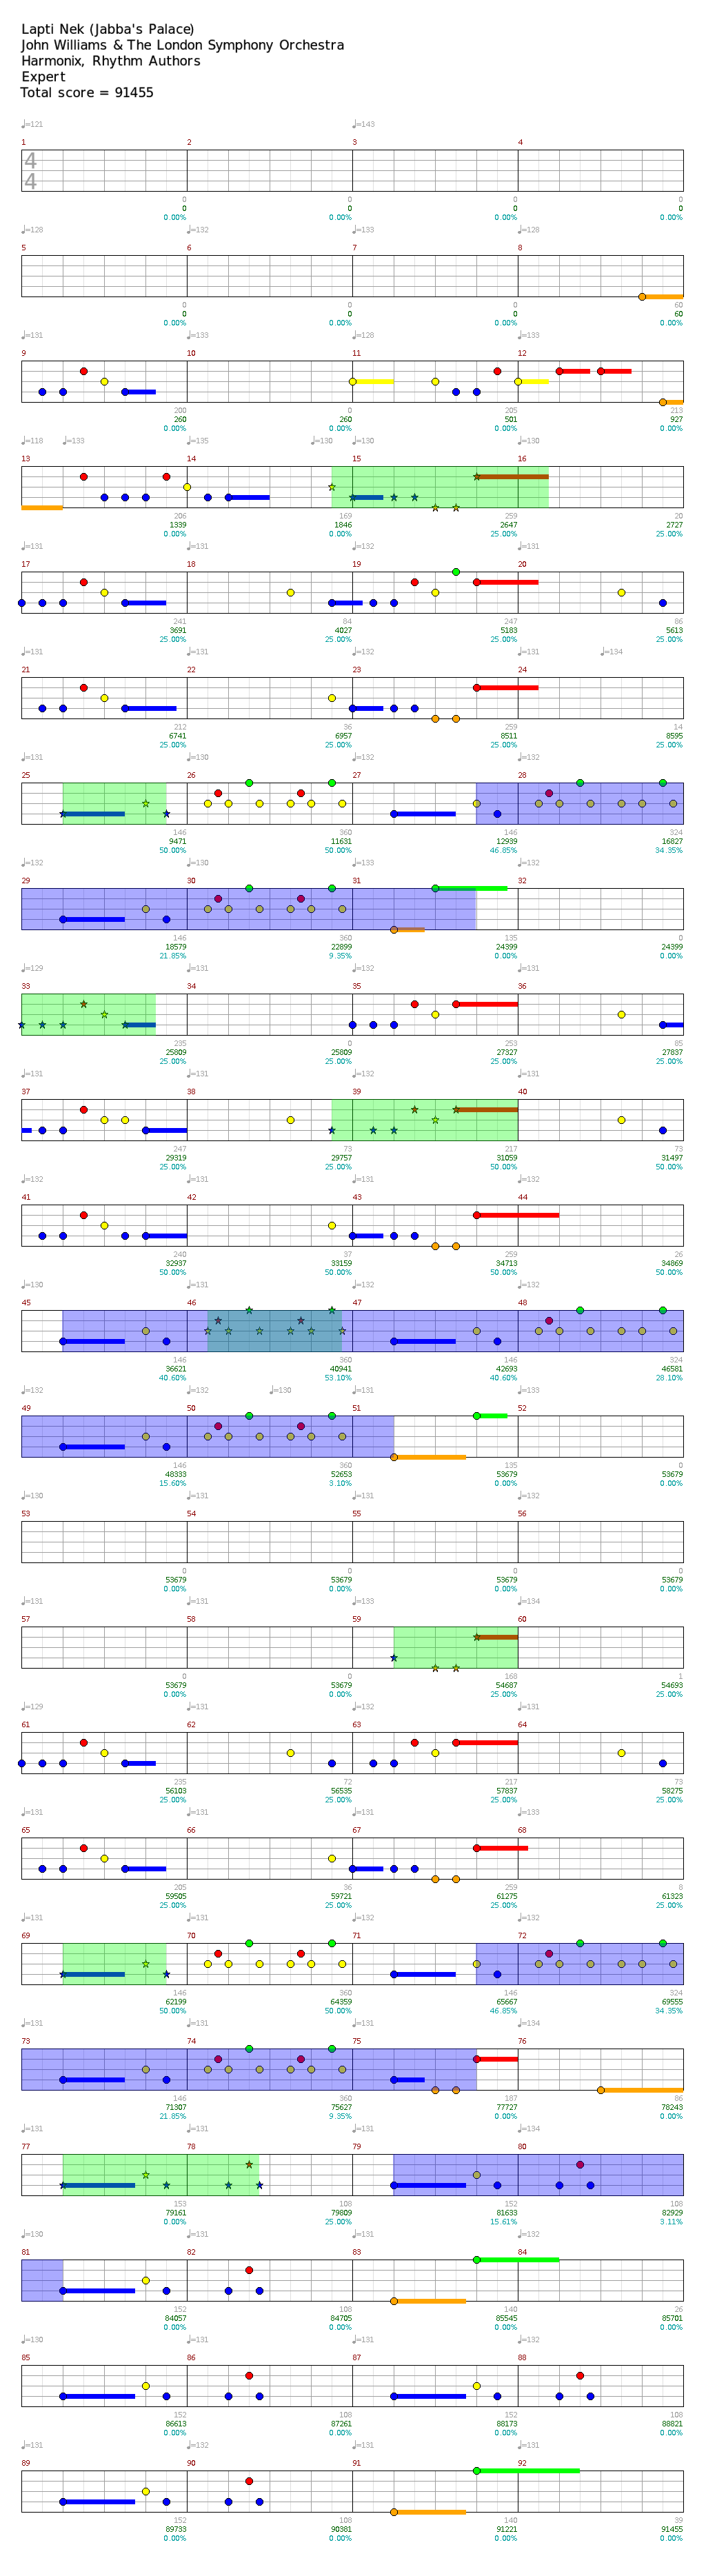 Lapti Nek (Jabba's Palace)
John Williams & The London Symphony Orchestra
Harmonix, Rhythm Authors
Expert
Total score = 91455
♩=121 ♩=143
1 2 3 4
4
4
0 0 0 0
0 0 0 0
0.00% 0.00% 0.00% 0.00%
♩=128 ♩=132 ♩=133 ♩=128
5 6 7 8
0 0 0 60
0 0 0 60
0.00% 0.00% 0.00% 0.00%
♩=131 ♩=133 ♩=128 ♩=133
9 10 11 12
200 0 205 213
260 260 501 927
0.00% 0.00% 0.00% 0.00%
♩=118 ♩=133 ♩=135 ♩=130 ♩=130 ♩=130
13 14 15 16
206 169 259 20
1339 1846 2647 2727
0.00% 0.00% 25.00% 25.00%
♩=131 ♩=131 ♩=131 ♩=131
17 18 19 20
241 84 247 86
3691 4027 5183 5613
25.00% 25.00% 25.00% 25.00%
♩=131 ♩=131 ♩=132 ♩=131 ♩=134
21 22 23 24
212 36 259 14
6741 6957 8511 8595
25.00% 25.00% 25.00% 25.00%
♩=131 ♩=130 ♩=132 ♩=132
25 26 27 28
146 360 146 324
9471 11631 12939 16827
50.00% 50.00% 46.85% 34.35%
♩=132 ♩=130 ♩=133 ♩=132
29 30 31 32
146 360 135 0
18579 22899 24399 24399
21.85% 9.35% 0.00% 0.00%
♩=129 ♩=131 ♩=132 ♩=131
33 34 35 36
235 0 253 85
25809 25809 27327 27837
25.00% 25.00% 25.00% 25.00%
♩=131 ♩=131 ♩=132 ♩=131
37 38 39 40
247 73 217 73
29319 29757 31059 31497
25.00% 25.00% 50.00% 50.00%
♩=132 ♩=131 ♩=131 ♩=132
41 42 43 44
240 37 259 26
32937 33159 34713 34869
50.00% 50.00% 50.00% 50.00%
♩=130 ♩=131 ♩=132 ♩=132
45 46 47 48
146 360 146 324
36621 40941 42693 46581
40.60% 53.10% 40.60% 28.10%
♩=132 ♩=132 ♩=130 ♩=131 ♩=133
49 50 51 52
146 360 135 0
48333 52653 53679 53679
15.60% 3.10% 0.00% 0.00%
♩=130 ♩=131 ♩=131 ♩=132
53 54 55 56
0 0 0 0
53679 53679 53679 53679
0.00% 0.00% 0.00% 0.00%
♩=131 ♩=131 ♩=133 ♩=134
57 58 59 60
0 0 168 1
53679 53679 54687 54693
0.00% 0.00% 25.00% 25.00%
♩=129 ♩=131 ♩=131 ♩=131
61 62 63 64
235 72 217 73
56103 56535 57837 58275
25.00% 25.00% 25.00% 25.00%
♩=131 ♩=131 ♩=131 ♩=133
65 66 67 68
205 36 259 8
59505 59721 61275 61323
25.00% 25.00% 25.00% 25.00%
♩=131 ♩=131 ♩=132 ♩=132
69 70 71 72
146 360 146 324
62199 64359 65667 69555
50.00% 50.00% 46.85% 34.35%
♩=131 ♩=131 ♩=131 ♩=134
73 74 75 76
146 360 187 86
71307 75627 77727 78243
21.85% 9.35% 0.00% 0.00%
♩=131 ♩=131 ♩=131 ♩=134
77 78 79 80
153 108 152 108
79161 79809 81633 82929
0.00% 25.00% 15.61% 3.11%
♩=130 ♩=131 ♩=131 ♩=132
81 82 83 84
152 108 140 26
84057 84705 85545 85701
0.00% 0.00% 0.00% 0.00%
♩=130 ♩=131 ♩=131 ♩=132
85 86 87 88
152 108 152 108
86613 87261 88173 88821
0.00% 0.00% 0.00% 0.00%
♩=131 ♩=132 ♩=131 ♩=131
89 90 91 92
152 108 140 39
89733 90381 91221 91455
0.00% 0.00% 0.00% 0.00%